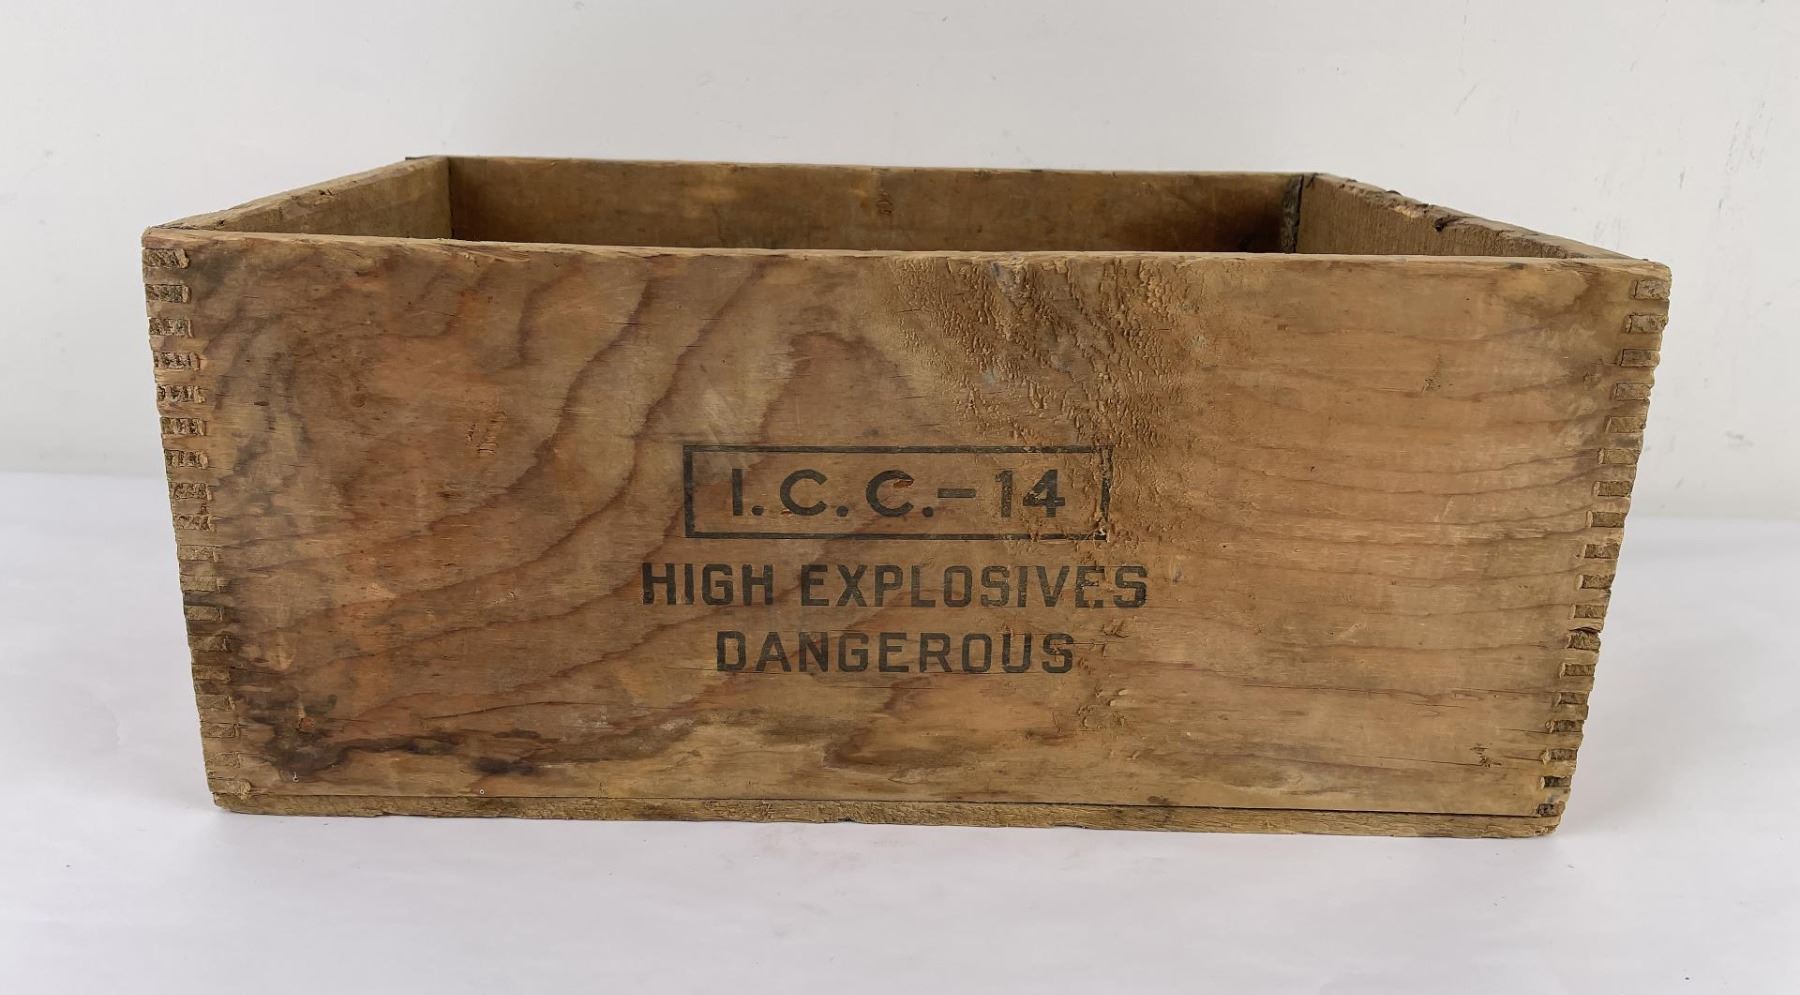 I.C.C.-14
HIGH EXPLOSIVES
DANGEROUS